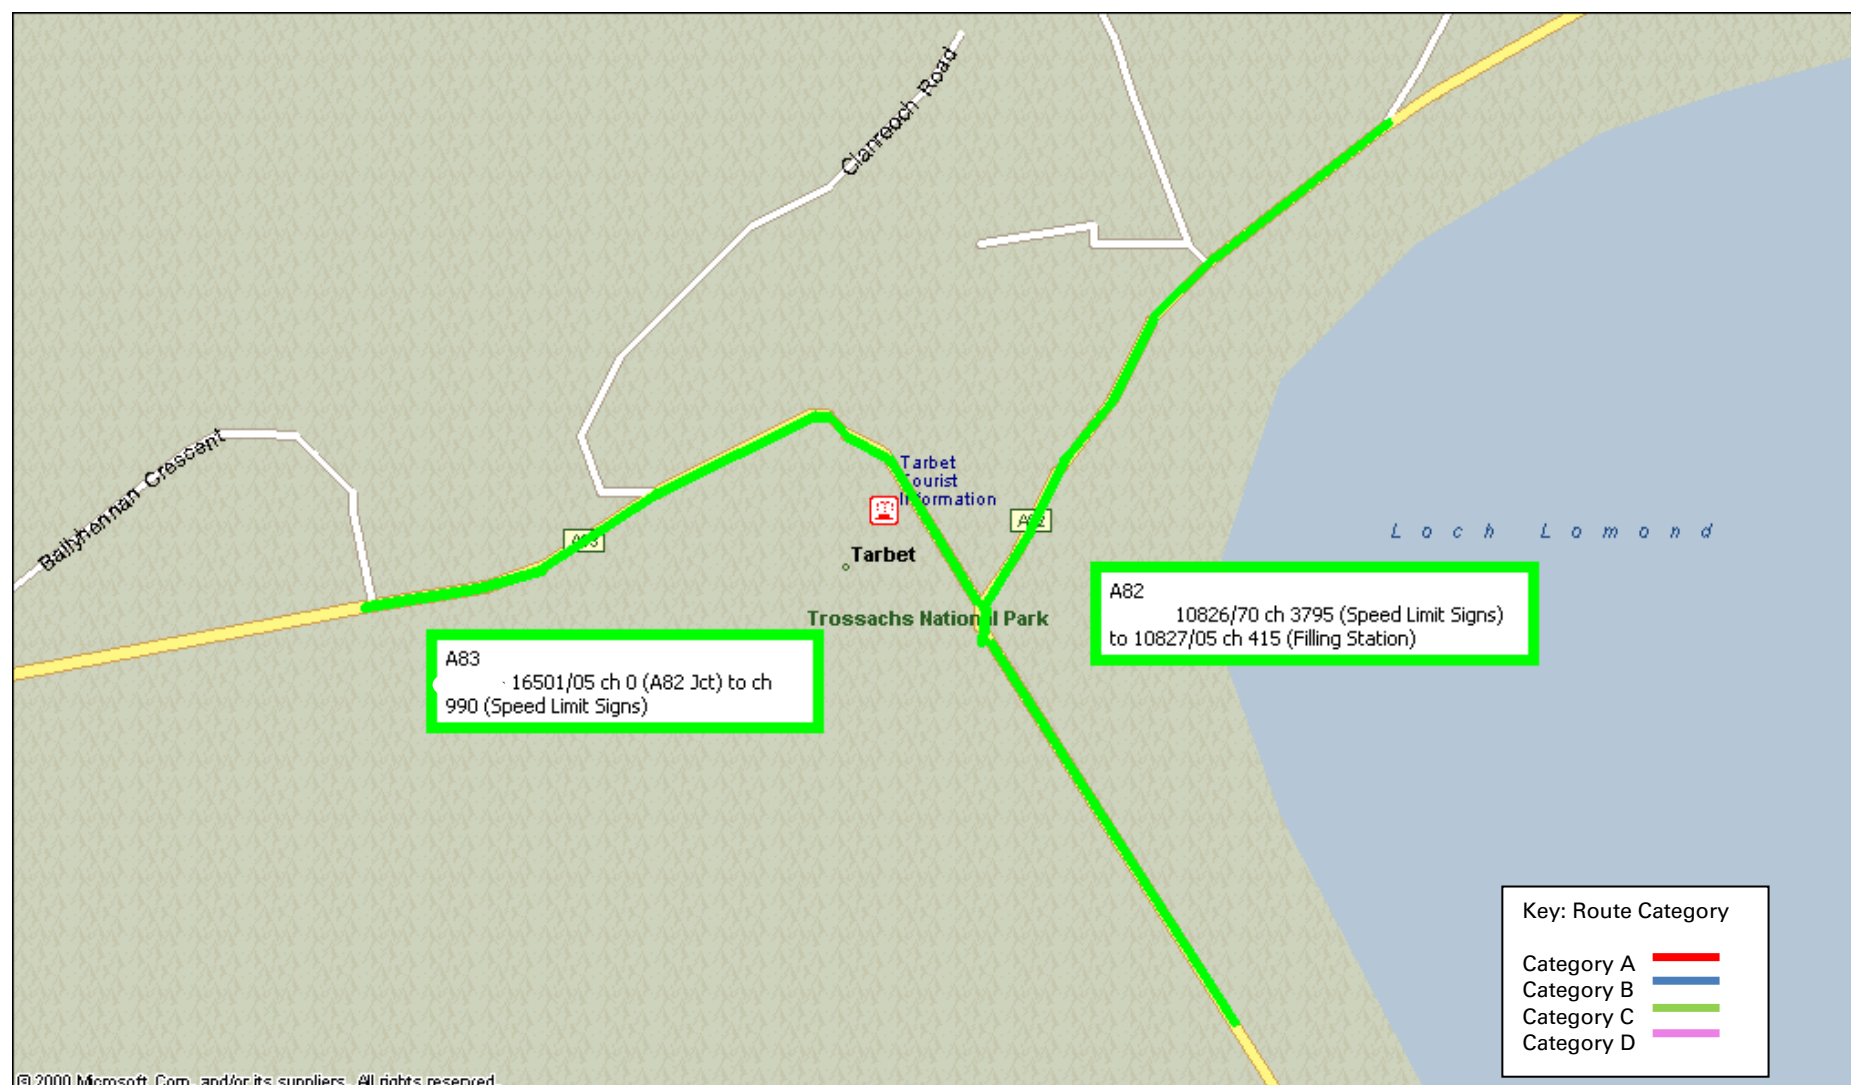 Clanreoch Road
Ballyhennan Crescent
Tarbet
Tourist
Information
A83
A82
Tarbet
Loch Lomond
Trossachs National Park
A82
10826/70 ch 3795 (Speed Limit Signs)
to 10827/05 ch 415 (Filling Station)
A83
16501/05 ch 0 (A82 Jct) to ch
990 (Speed Limit Signs)
Key: Route Category
Category A
Category B
Category C
Category D
© 2000 Microsoft Corp. and/or its suppliers. All rights reserved.